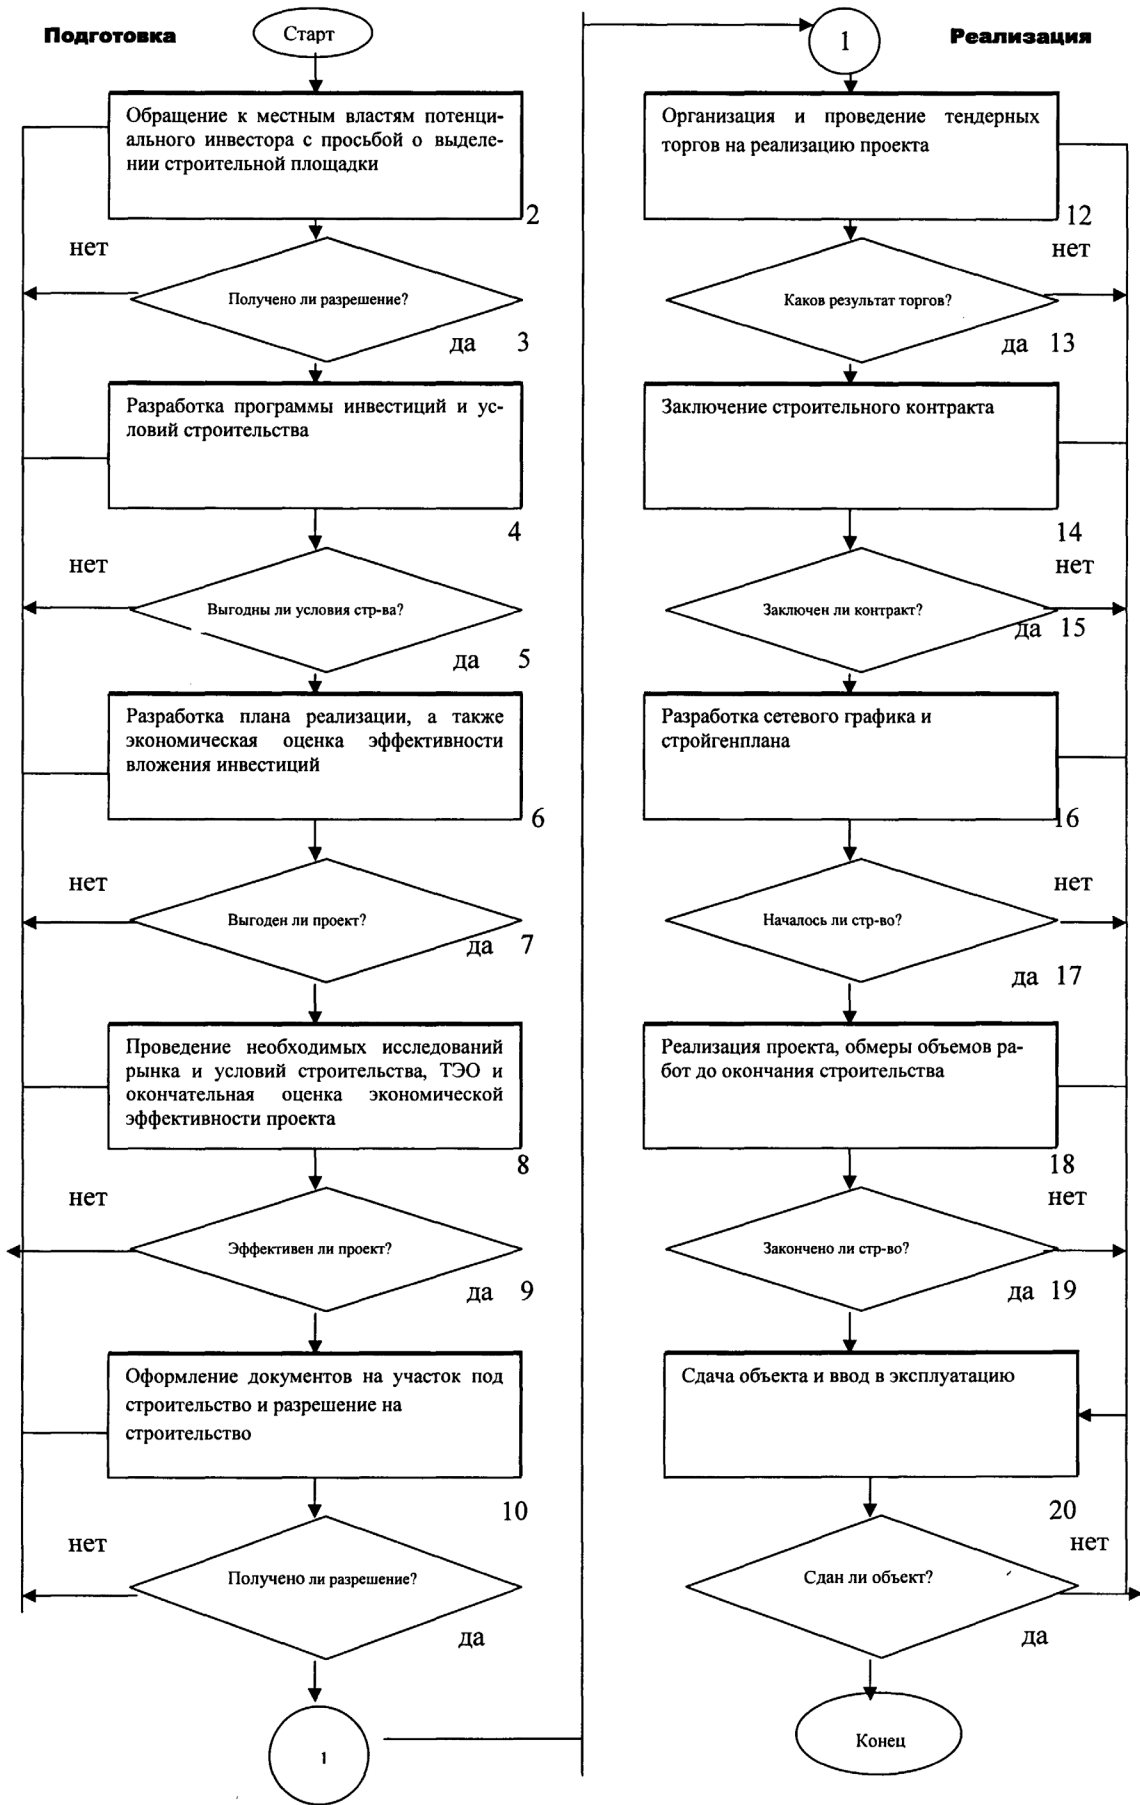 Подготовка
Старт
Обращение к местным властям потенци-
ального инвестора с просьбой о выделе-
нии строительной площадки
2
нет
Получено ли разрешение?
да 3
Разработка программы инвестиций и ус-
ловий строительства
4
нет
Выгодны ли условия стр-ва?
да 5
Разработка плана реализации, а также
экономическая оценка эффективности
вложения инвестиций
6
нет
Выгоден ли проект?
да 7
Проведение необходимых исследований
рынка и условий строительства, ТЭО и
окончательная оценка экономической
эффективности проекта
8
нет
Эффективен ли проект?
да 9
Оформление документов на участок под
строительство и разрешение на
строительство
10
нет
Получено ли разрешение?
да
1
1
Реализация
Организация и проведение тендерных
торгов на реализацию проекта
12
нет
Каков результат торгов?
да 13
Заключение строительного контракта
14
нет
Заключен ли контракт?
да 15
Разработка сетевого графика и
стройгенплана
16
нет
Началось ли стр-во?
да 17
Реализация проекта, обмеры объемов ра-
бот до окончания строительства
18
нет
Закончено ли стр-во?
да 19
Сдача объекта и ввод в эксплуатацию
20
нет
Сдан ли объект?
да
Конец